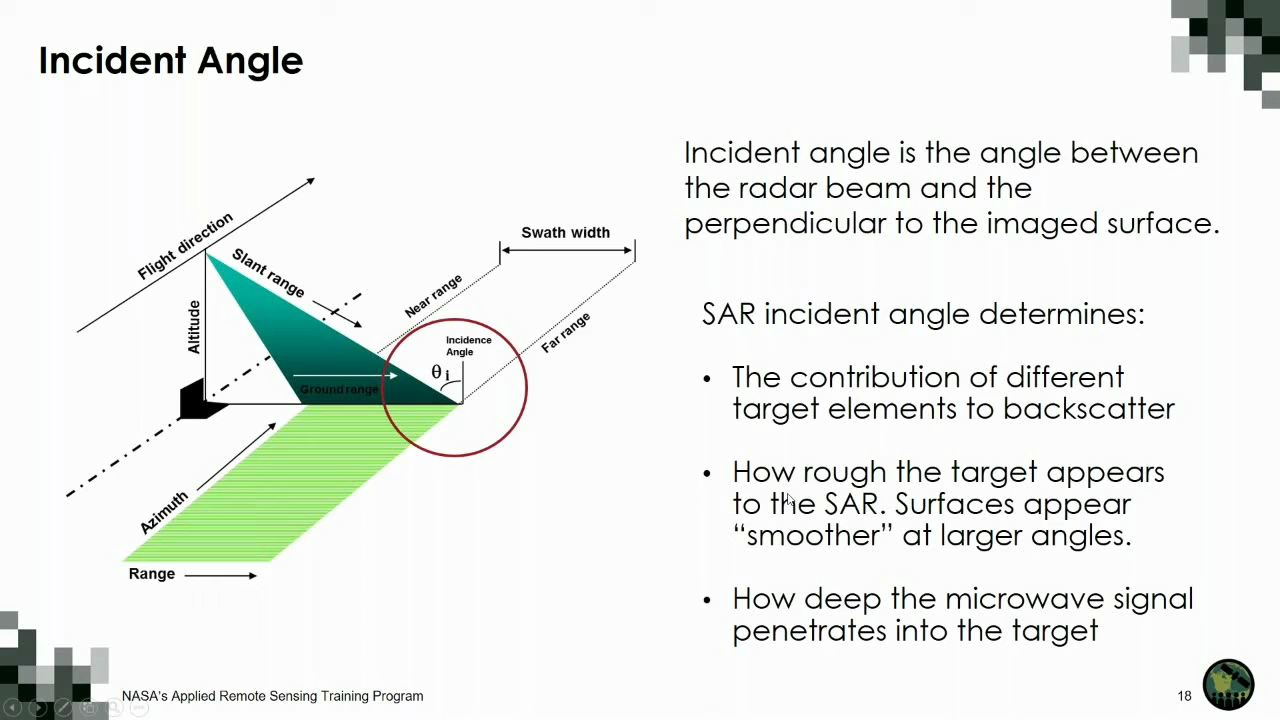 Incident Angle
Incident angle is the angle between
the radar beam and the
perpendicular to the imaged surface.
Flight direction
Slant range
Swath width
Near range
Altitude
Far range
Incidence
Angle
θi
Ground range
Azimuth
Range
SAR incident angle determines:
• The contribution of different
target elements to backscatter
• How rough the target appears
to the SAR. Surfaces appear
“smoother” at larger angles.
• How deep the microwave signal
penetrates into the target
NASA's Applied Remote Sensing Training Program
18